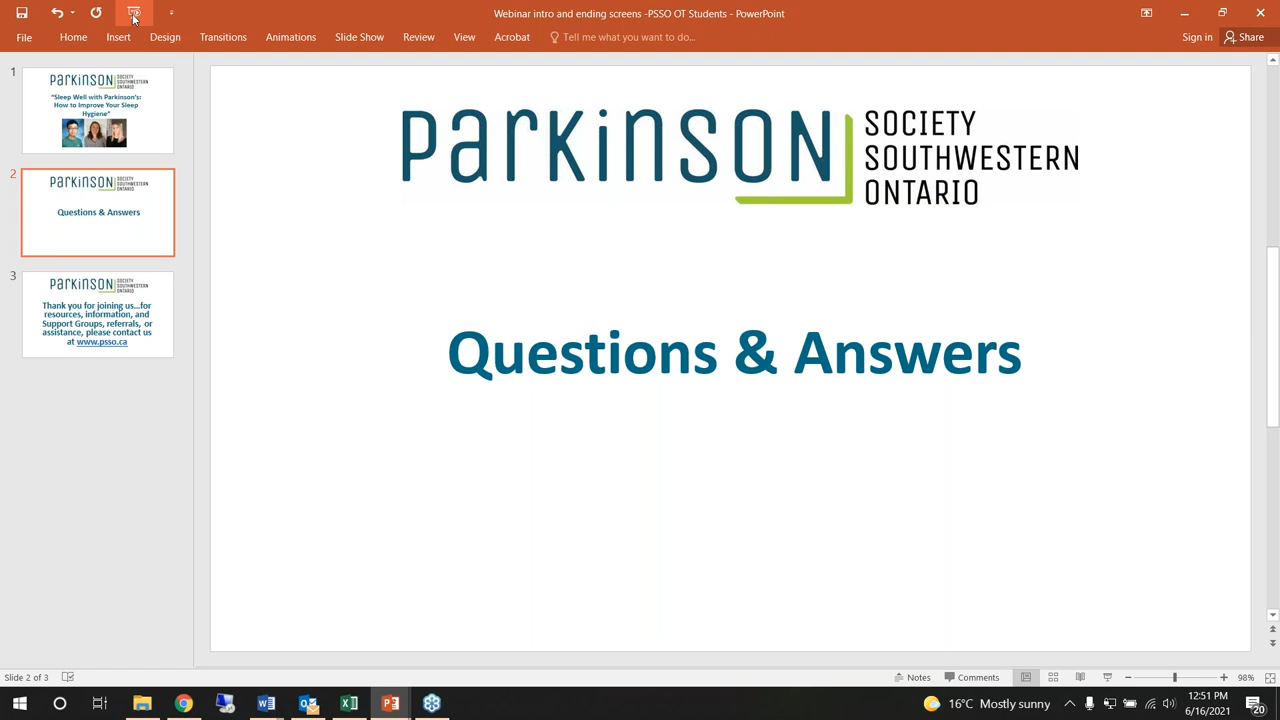 Webinar intro and ending screens -PSSO OT Students - PowerPoint
File Home Insert Design Transitions Animations Slide Show Review View Acrobat Tell me what you want to do... Sign in Share
1
Parkinson SOCIETY SOUTHWESTERN ONTARIO
"Sleep Well with Parkinson's:
How to Improve Your Sleep
Hygiene"
2
Parkinson SOCIETY SOUTHWESTERN ONTARIO
Questions & Answers
3
Parkinson SOCIETY SOUTHWESTERN ONTARIO
Thank you for joining us...for
resources, information, and
Support Groups, referrals, or
assistance, please contact us
at www.psso.ca
Parkinson
SOCIETY
SOUTHWESTERN
ONTARIO
Questions & Answers
Slide 2 of 3 Notes Comments 98%
16°C Mostly sunny
12:51 PM
6/16/2021
20